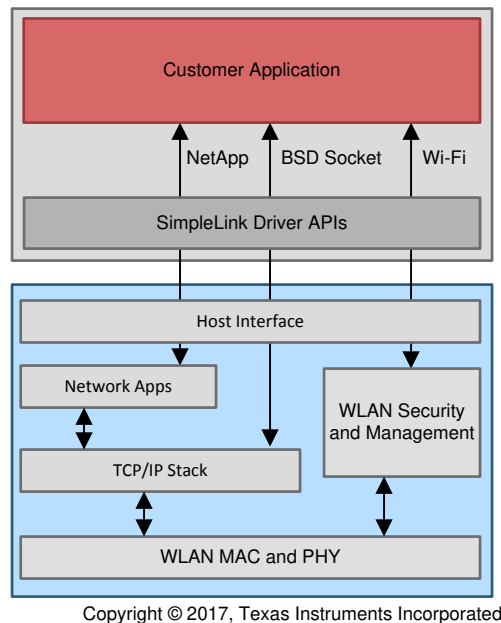 Customer Application
NetApp
BSD Socket
Wi-Fi
SimpleLink Driver APIs
Host Interface
Network Apps
WLAN Security
and Management
TCP/IP Stack
WLAN MAC and PHY
Copyright © 2017, Texas Instruments Incorporated